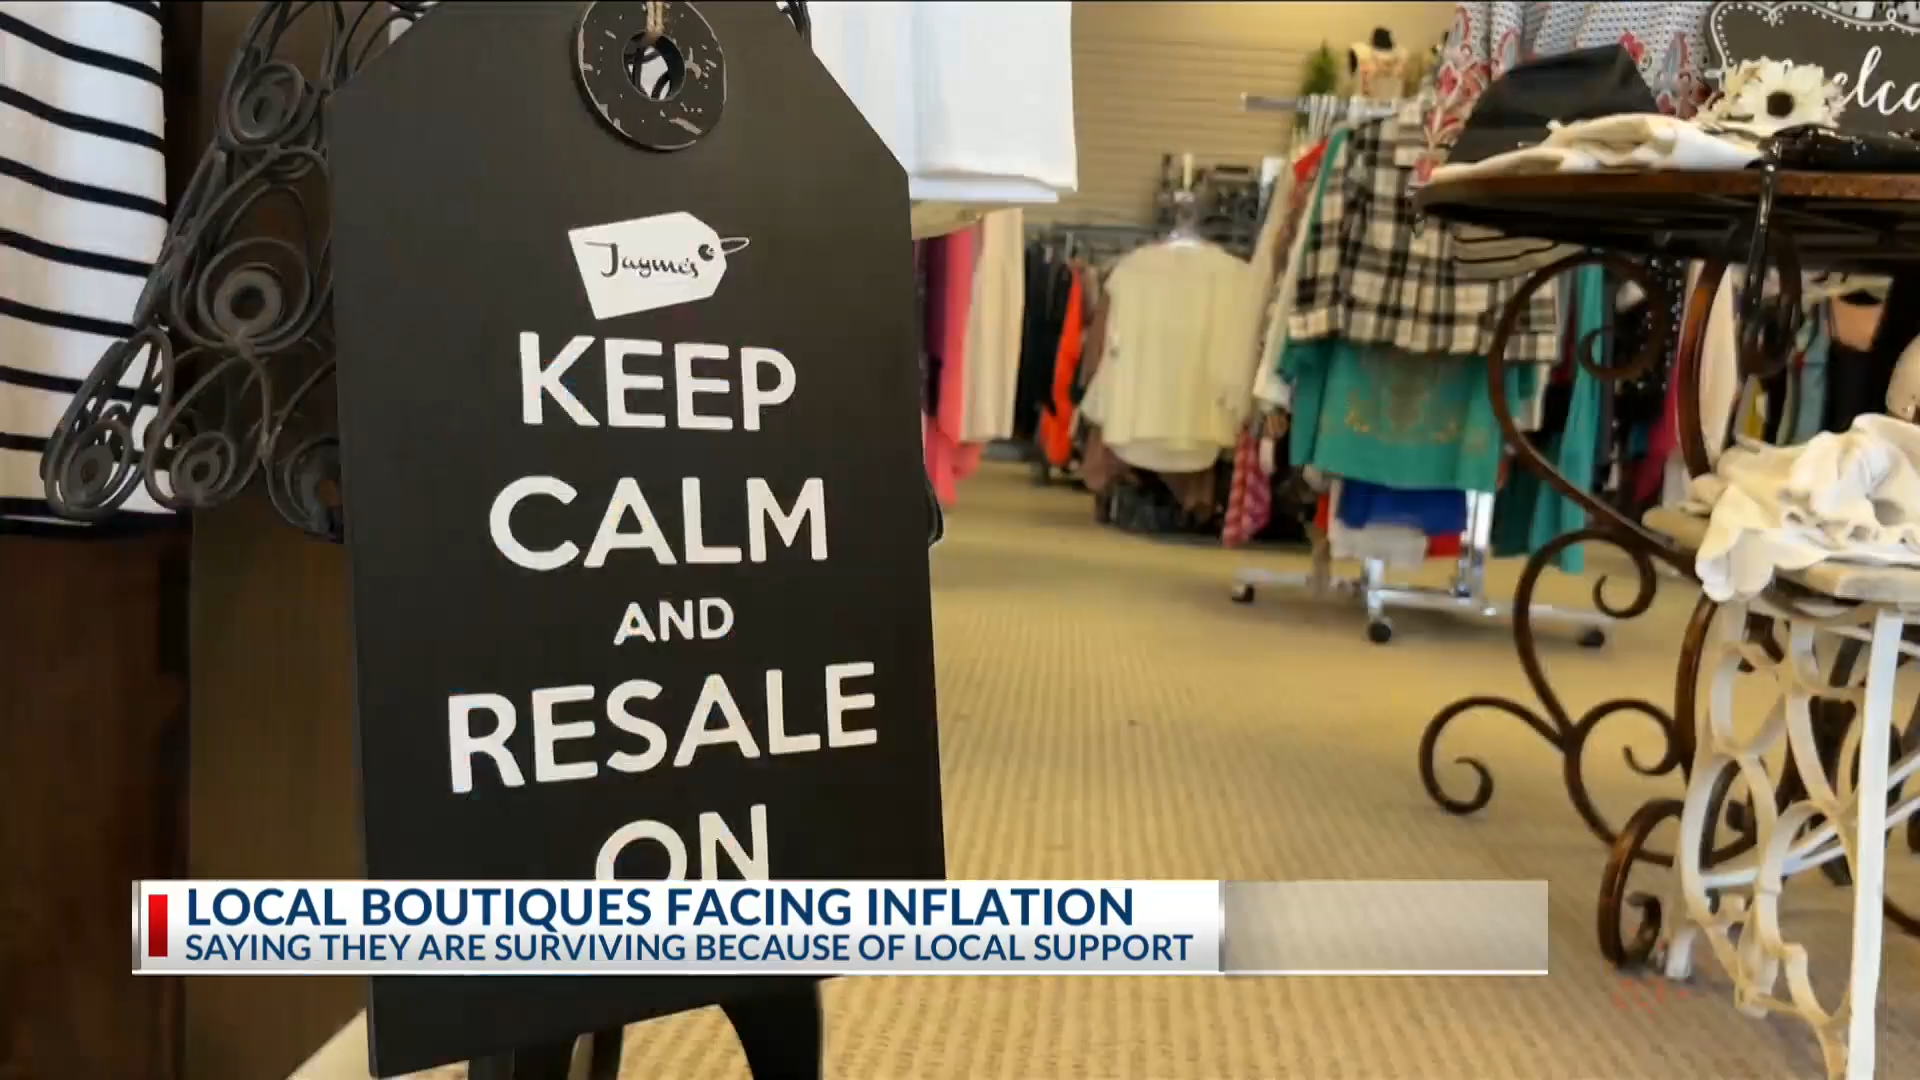 Jayme's
KEEP
CALM
AND
RESALE
ON
LOCAL BOUTIQUES FACING INFLATION
SAYING THEY ARE SURVIVING BECAUSE OF LOCAL SUPPORT